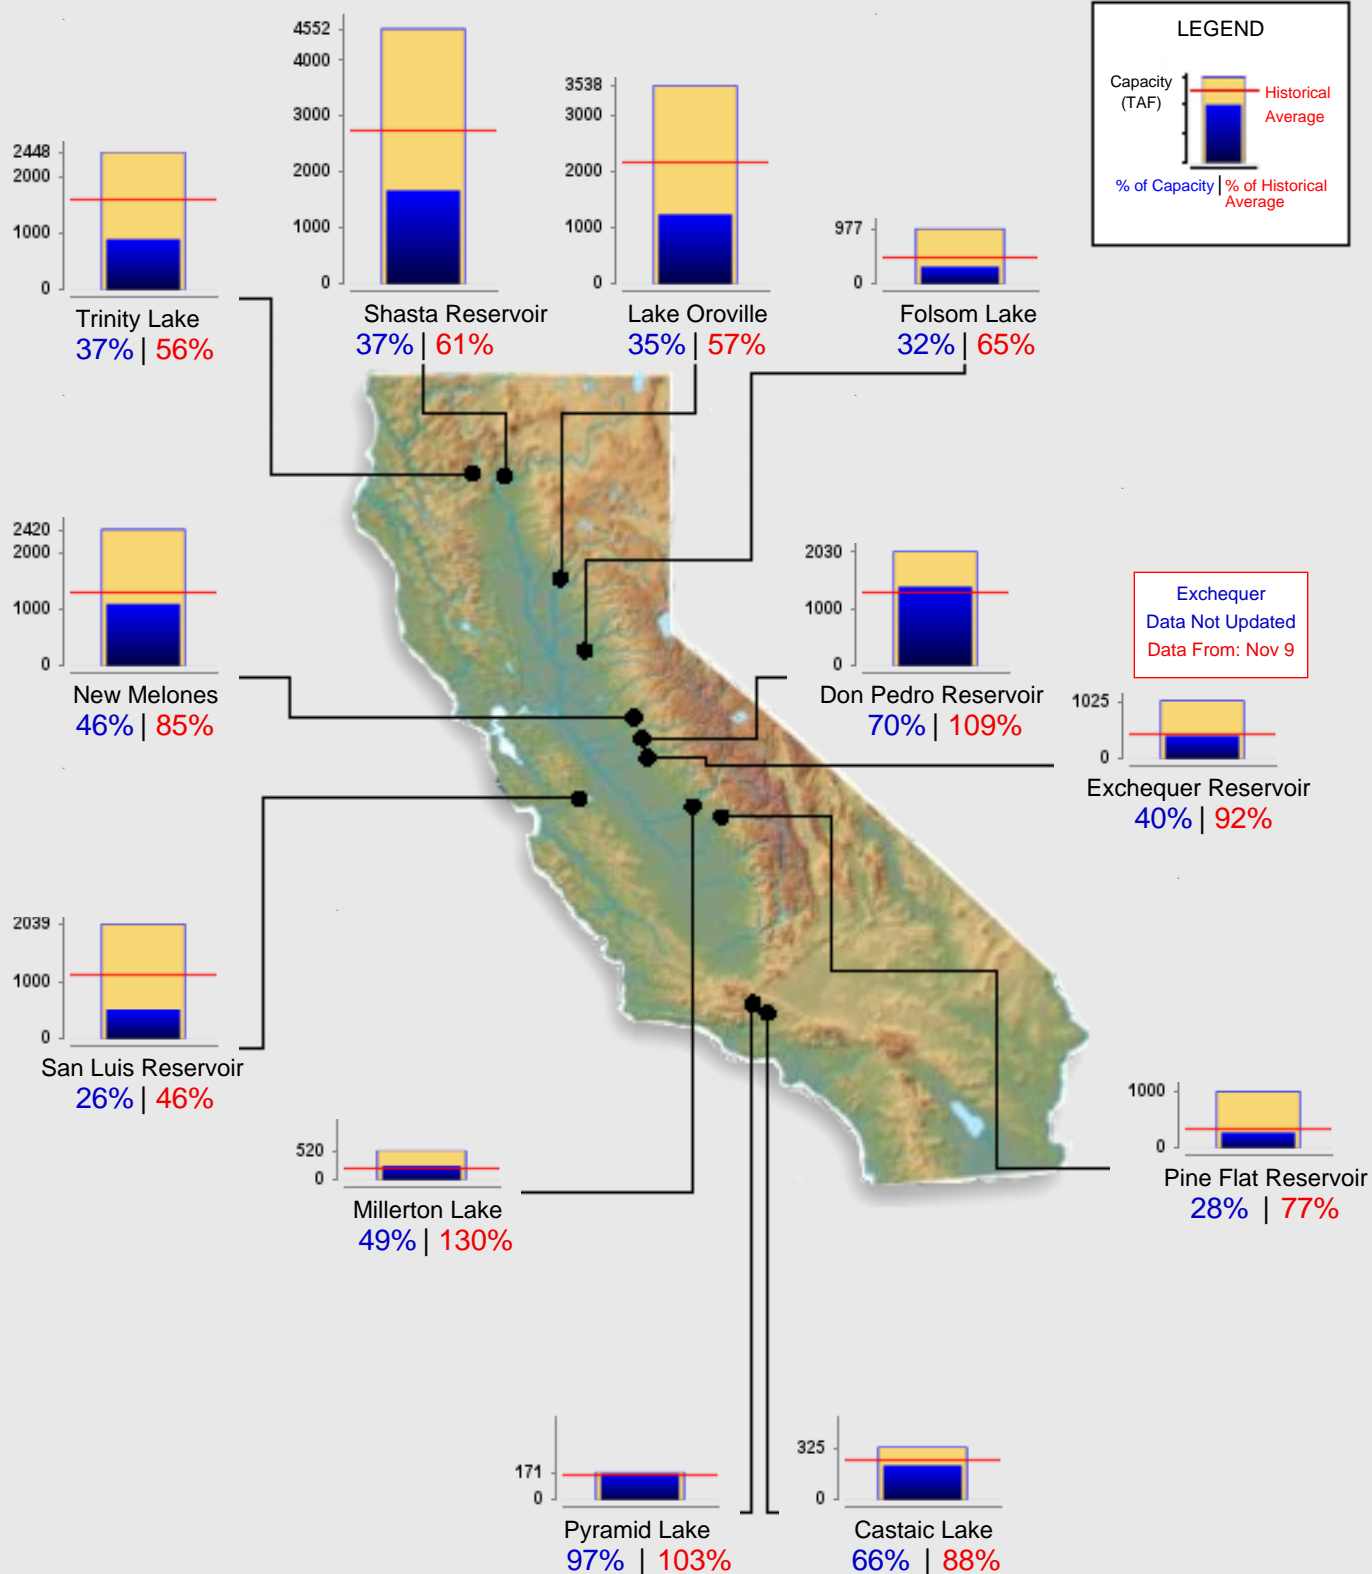 LEGEND
Capacity
(TAF)
Historical
Average
% of Capacity | % of Historical
Average
4552
4000
3000
2000
1000
0
Shasta Reservoir
37% | 61%
3538
3000
2000
1000
0
Lake Oroville
35% | 57%
2448
2000
1000
0
Trinity Lake
37% | 56%
977
0
Folsom Lake
32% | 65%
2420
2000
1000
0
New Melones
46% | 85%
2030
1000
0
Don Pedro Reservoir
70% | 109%
Exchequer
Data Not Updated
Data From: Nov 9
1025
0
Exchequer Reservoir
40% | 92%
2039
1000
0
San Luis Reservoir
26% | 46%
520
0
Millerton Lake
49% | 130%
1000
0
Pine Flat Reservoir
28% | 77%
171
0
Pyramid Lake
97% | 103%
325
0
Castaic Lake
66% | 88%